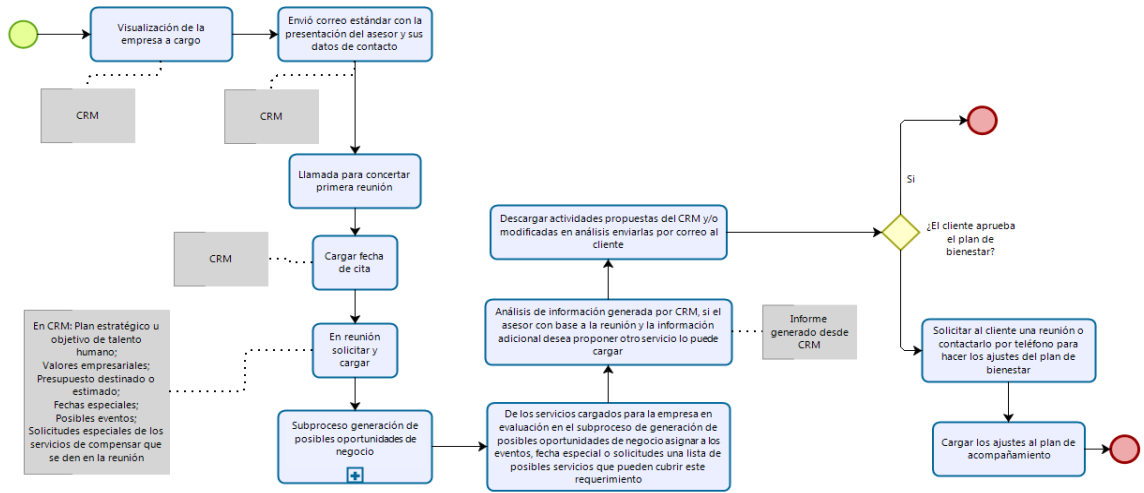 Visualización de la
empresa a cargo
Envió correo estándar con la
presentación del asesor y sus
datos de contacto
CRM
CRM
Llamada para concertar
primera reunión
CRM
Cargar fecha
de cita
En CRM: Plan estratégico u
objetivo de talento
humano;
Valores empresariales;
Presupuesto destinado o
estimado;
Fechas especiales;
Posibles eventos;
Solicitudes especiales de los
servicios de compensar que
se den en la reunión
En reunión
solicitar y
cargar
Subproceso generación de
posibles oportunidades de
negocio
De los servicios cargados para la empresa en
evaluación en el subproceso de generación de
posibles oportunidades de negocio asignar a los
eventos, fecha especial o solicitudes una lista de
posibles servicios que pueden cubrir este
requerimiento
Análisis de información generada por CRM, si el
asesor con base a la reunión y la información
adicional desea proponer otro servicio lo puede
cargar
Informe
generado desde
CRM
Descargar actividades propuestas del CRM y/o
modificadas en análisis enviarlas por correo al
cliente
Si
¿El cliente aprueba
el plan de
bienestar?
Solicitar al cliente una reunión o
contactarlo por teléfono para
hacer los ajustes del plan de
bienestar
Cargar los ajustes al plan de
acompañamiento